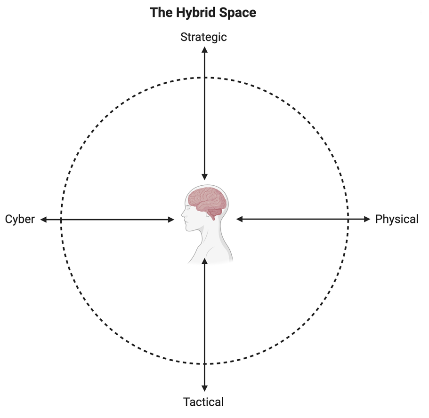 The Hybrid Space
Strategic
Cyber
Physical
Tactical